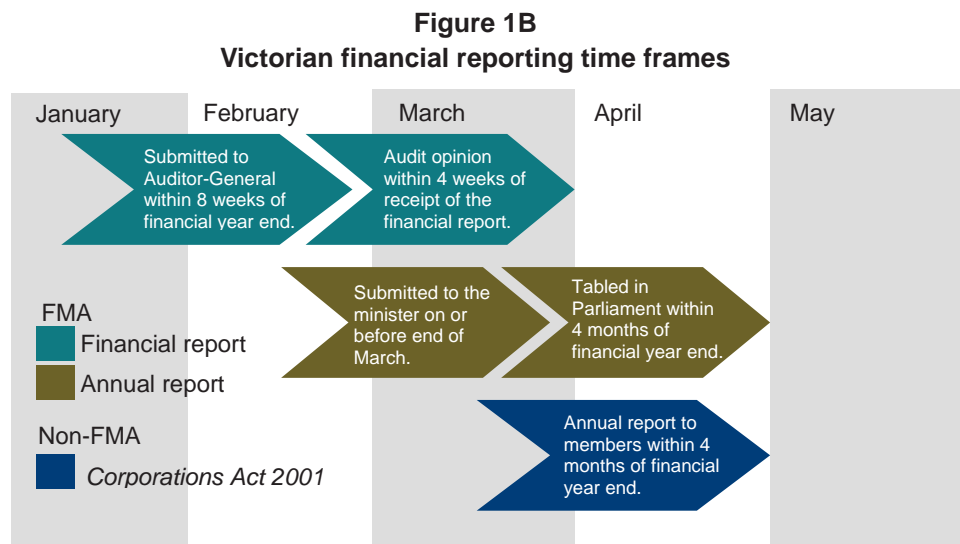 Figure 1B
Victorian financial reporting time frames
January
February
March
April
May
Submitted to
Auditor-General
within 8 weeks of
financial year end.
Audit opinion
within 4 weeks of
receipt of the
financial report.
Submitted to the
minister on or
before end of
March.
Tabled in
Parliament within
4 months of
financial year end.
FMA
Financial report
Annual report
Non-FMA
Corporations Act 2001
Annual report to
members within 4
months of financial
year end.